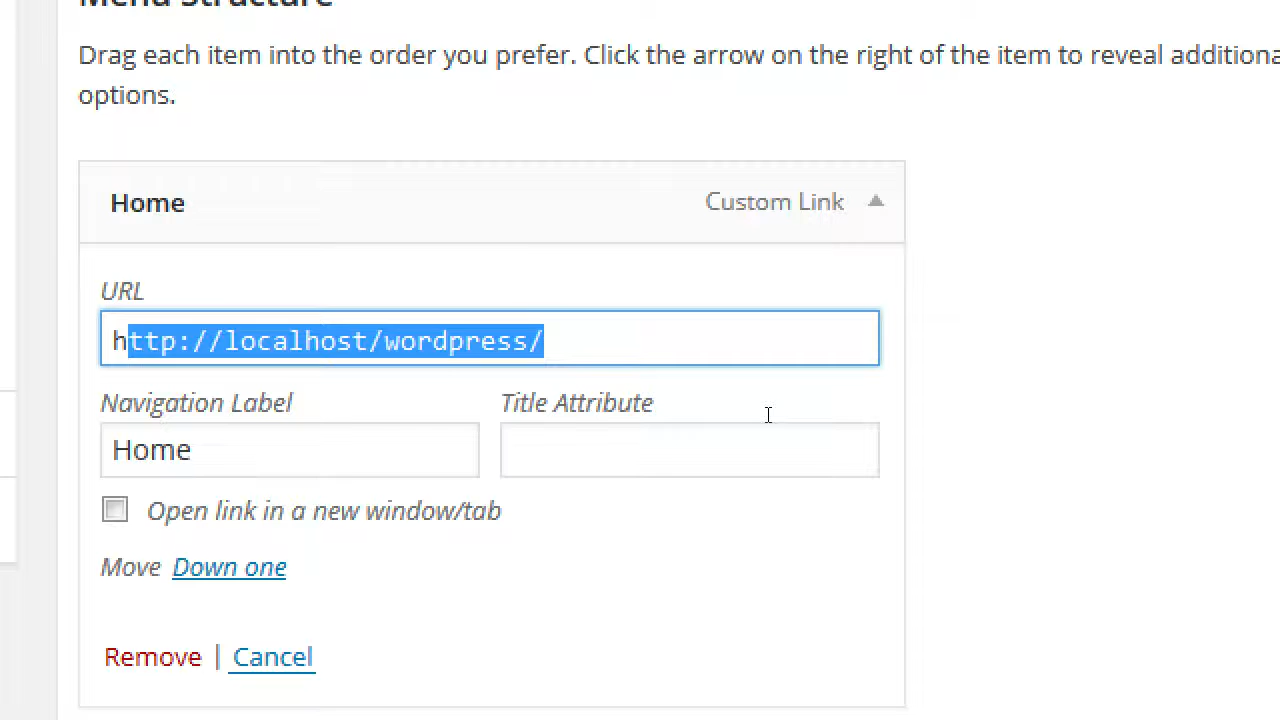 Menu Structure
Drag each item into the order you prefer. Click the arrow on the right of the item to reveal additiona
options.
Home Custom Link
URL
http://localhost/wordpress/
Navigation Label Title Attribute
Home
Open link in a new window/tab
Move Down one
Remove | Cancel